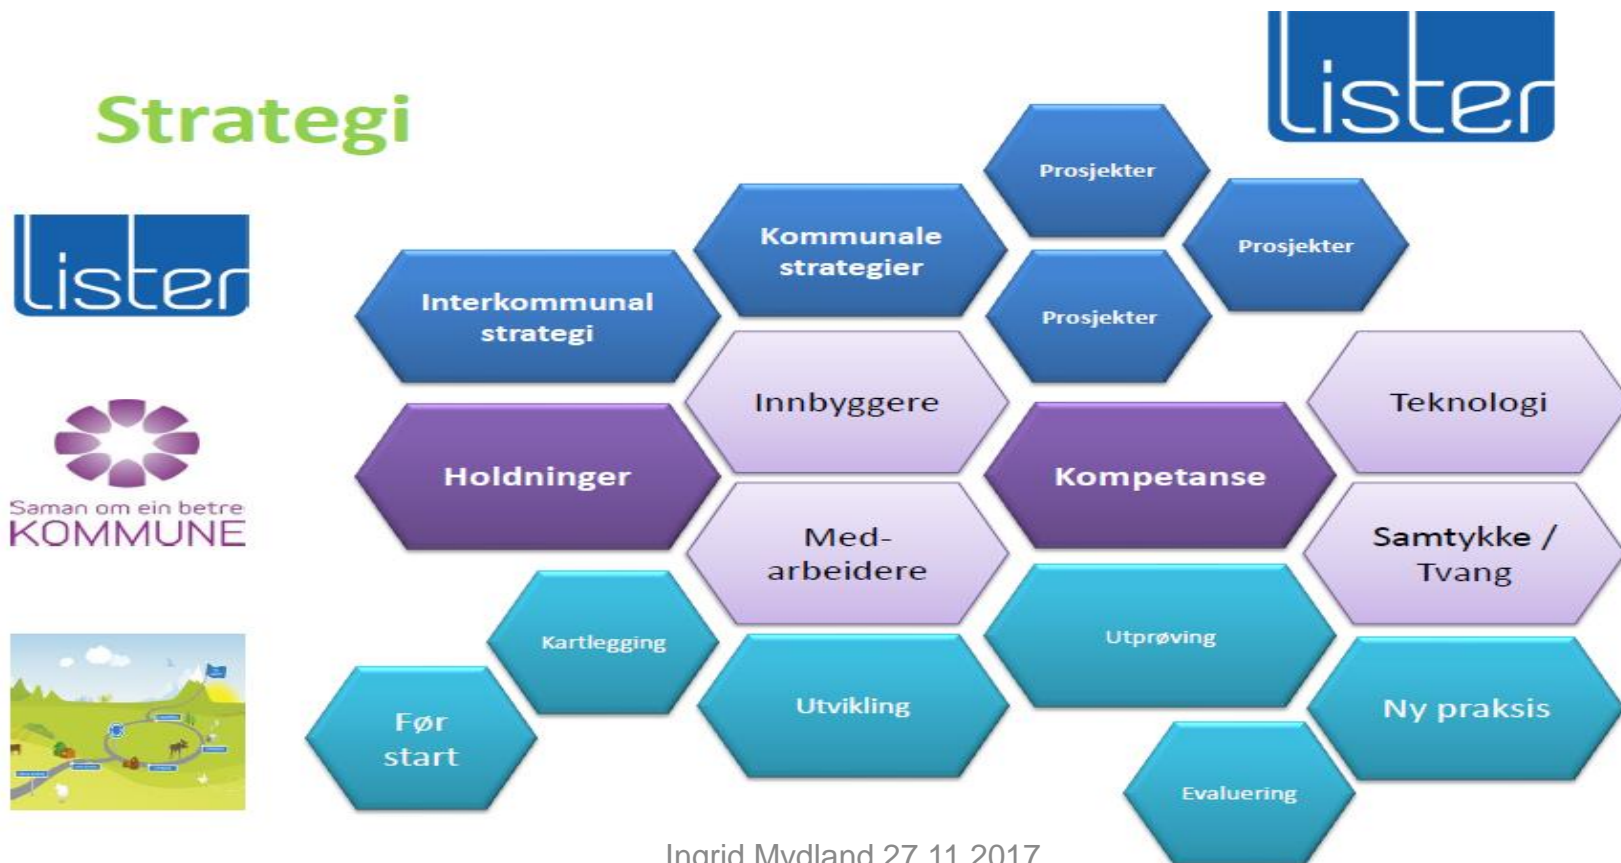 Strategi
Lister
Lister
Prosjekter
Prosjekter
Prosjekter
Kommunale
strategier
Interkommunal
strategi
Innbyggere
Teknologi
Holdninger
Kompetanse
Saman om ein betre
KOMMUNE
Med-
arbeidere
Samtykke /
Tvang
Kartlegging
Utprøving
Utvikling
Ny praksis
Før
start
Evaluering
Ingrid Mydland 27.11.2017